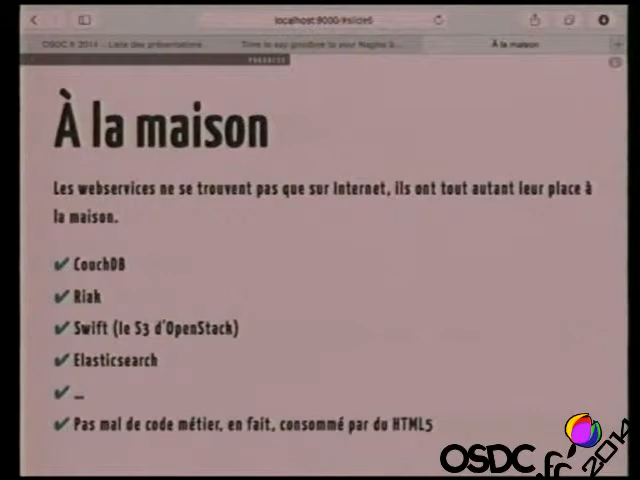 localhost:9000/#slide6
OSDC.fr 2014 – Liste des présentations
Time to say goodbye to your Nagios b...
À la maison
À la maison
Les webservices ne se trouvent pas que sur Internet, ils ont tout autant leur place à
la maison.
✔ CouchDB
✔ Riak
✔ Swift (le S3 d'OpenStack)
✔ Elasticsearch
✔ …
✔ Pas mal de code métier, en fait, consommé par du HTML5
OSDC.fr 2014